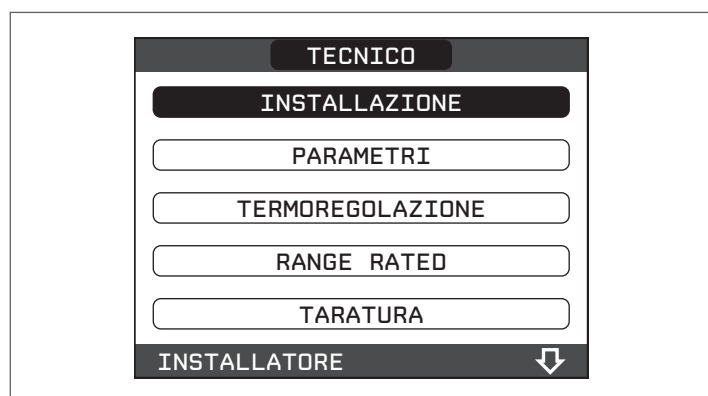 TECNICO
INSTALLAZIONE
PARAMETRI
TERMOREGOLAZIONE
RANGE RATED
TARATURA
INSTALLATORE